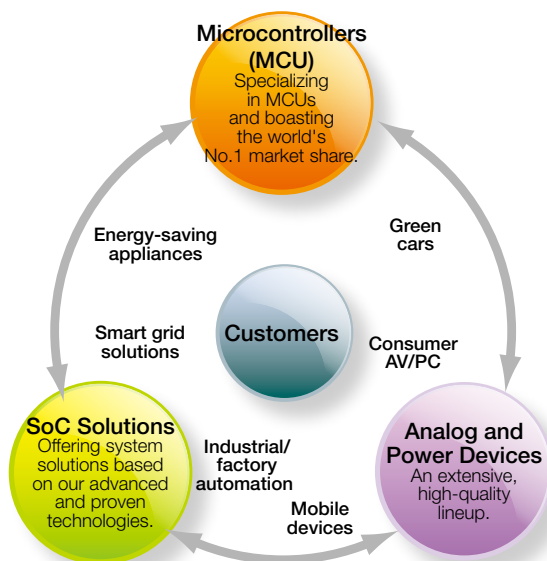 Microcontrollers
(MCU)
Specializing
in MCUs
and boasting
the world's
No.1 market share.
Energy-saving
appliances
Green
cars
Smart grid
solutions
Customers
Consumer
AV/PC
SoC Solutions
Offering system
solutions based
on our advanced
and proven
technologies.
Industrial/
factory
automation
Mobile
devices
Analog and
Power Devices
An extensive,
high-quality
lineup.